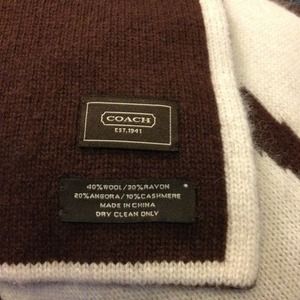 COACH
EST. 1941
40%WOOL/30%RAYON
20%ANGORA/10%CASHMERE
MADE IN CHINA
DRY CLEAN ONLY